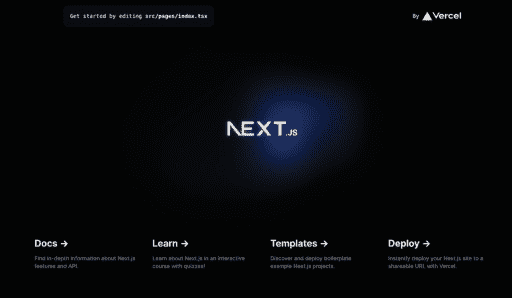 Get started by editing src/pages/index.tsx
By Vercel
NEXT.JS
Docs ->
Find in-depth information about Next.js
features and API.
Learn ->
Learn about Next.js in an interactive
course with quizzes!
Templates ->
Discover and deploy boilerplate
example Next.js projects.
Deploy ->
Instantly deploy your Next.js site to a
shareable URL with Vercel.